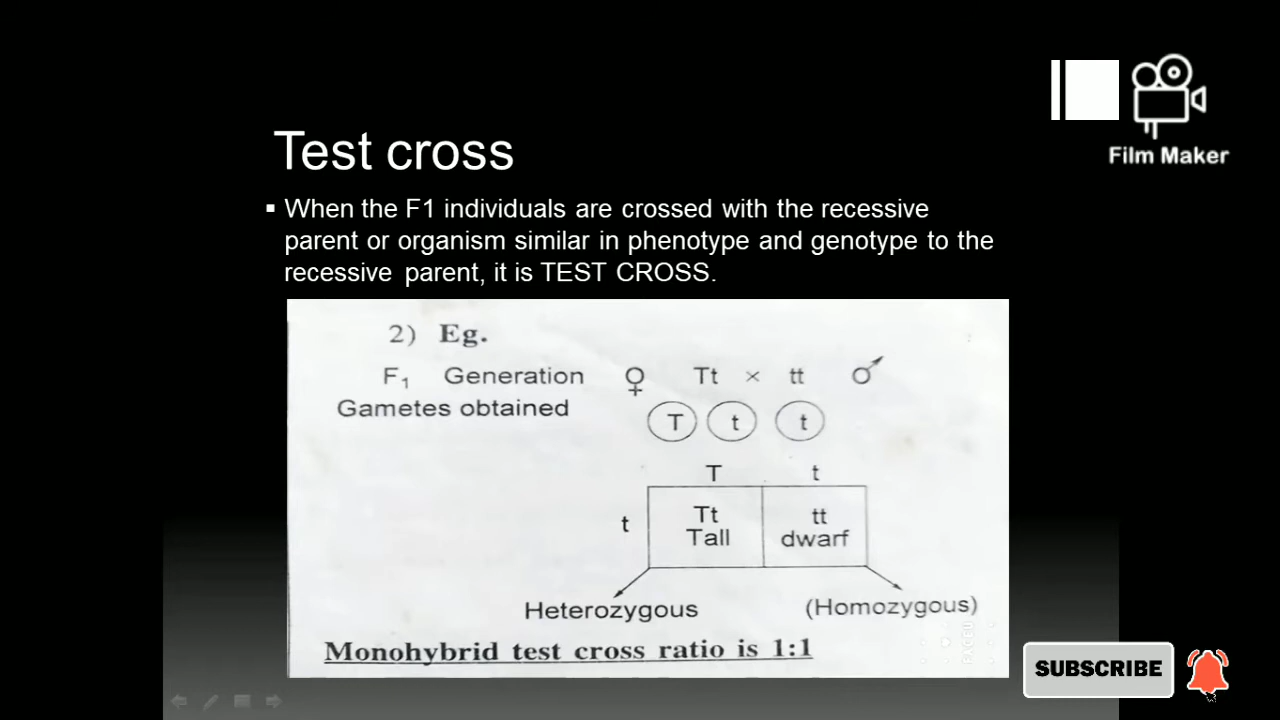 Film Maker
Test cross
▪ When the F1 individuals are crossed with the recessive
parent or organism similar in phenotype and genotype to the
recessive parent, it is TEST CROSS.
2) Eg.
F₁ Generation ♀ Tt × tt ♂
Gametes obtained
T t t
T t
t
Tt tt
Tall dwarf
Heterozygous (Homozygous)
Monohybrid test cross ratio is 1:1
SUBSCRIBE